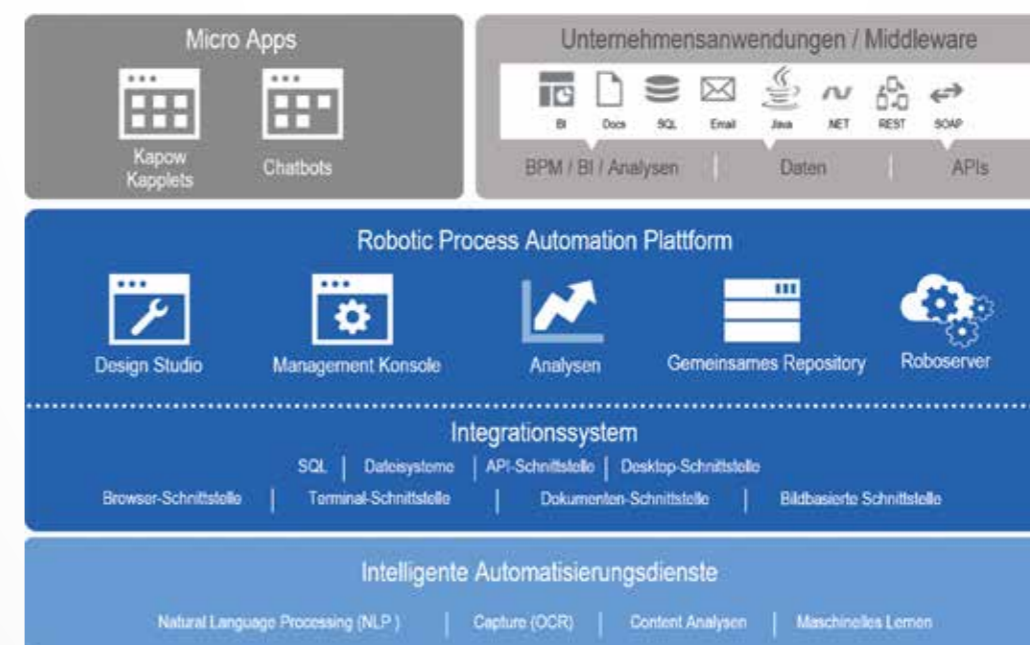 Micro Apps
Kapow
Kapplets
Chatbots
Unternehmensanwendungen / Middleware
BI Docs SQL Email Java .NET REST SOAP
BPM / BI / Analysen | Daten | APIs
Robotic Process Automation Plattform
Design Studio Management Konsole Analysen Gemeinsames Repository Roboserver
Integrationssystem
SQL | Dateisysteme | API-Schnittstelle | Desktop-Schnittstelle
Browser-Schnittstelle | Terminal-Schnittstelle | Dokumenten-Schnittstelle | Bildbasierte Schnittstelle
Intelligente Automatisierungsdienste
Natural Language Processing (NLP ) | Capture (OCR) | Content Analysen | Maschinelles Lernen